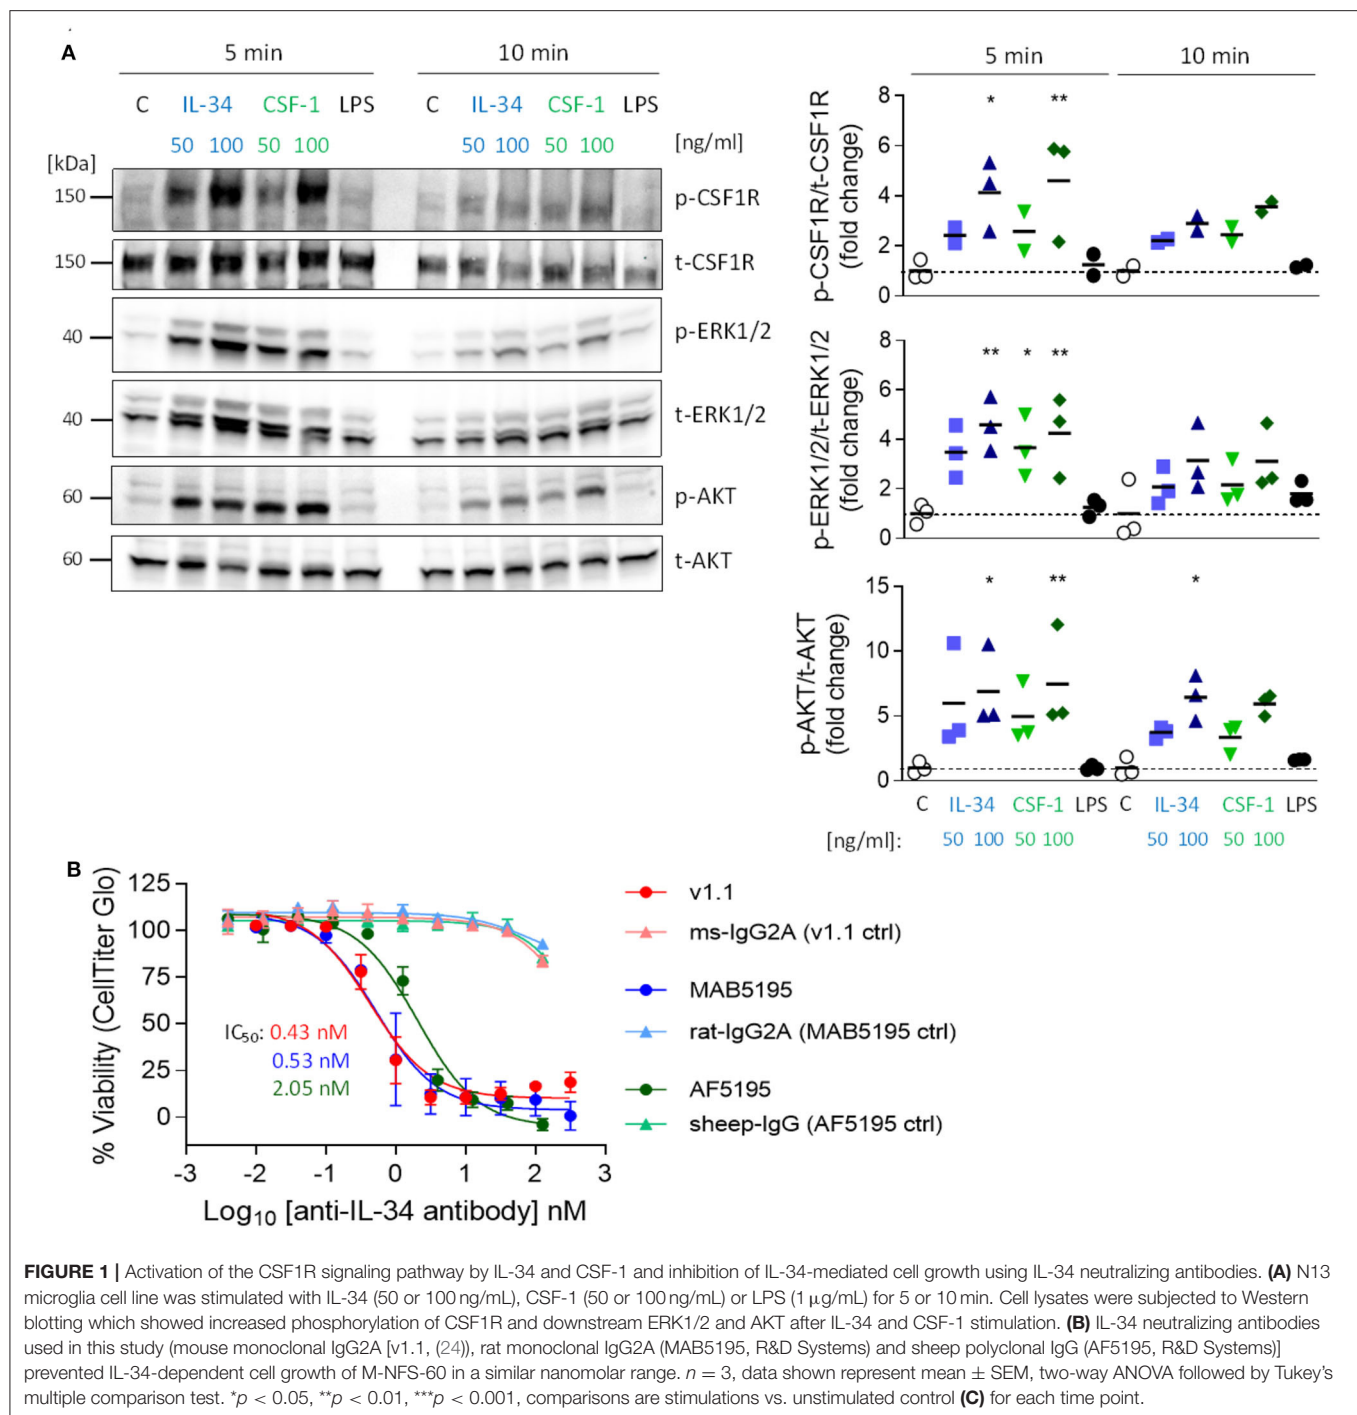 A
5 min
10 min
C IL-34 CSF-1 LPS C IL-34 CSF-1 LPS
50 100 50 100 50 100 50 100 [ng/ml]
[kDa]
150 p-CSF1R
150 t-CSF1R
40 p-ERK1/2
40 t-ERK1/2
60 p-AKT
60 t-AKT
5 min 10 min
p-CSF1R/t-CSF1R
(fold change)
8
6
4
2
0
* **
p-ERK1/2/t-ERK1/2
(fold change)
8
6
4
2
0
** * **
p-AKT/t-AKT
(fold change)
15
10
5
0
* ** *
C IL-34 CSF-1 LPS C IL-34 CSF-1 LPS
[ng/ml]: 50 100 50 100 50 100 50 100
B
% Viability (CellTiter Glo)
125
100
75
50
25
0
IC50: 0.43 nM
0.53 nM
2.05 nM
-3 -2 -1 0 1 2 3
Log10 [anti-IL-34 antibody] nM
v1.1
ms-IgG2A (v1.1 ctrl)
MAB5195
rat-IgG2A (MAB5195 ctrl)
AF5195
sheep-IgG (AF5195 ctrl)
FIGURE 1 | Activation of the CSF1R signaling pathway by IL-34 and CSF-1 and inhibition of IL-34-mediated cell growth using IL-34 neutralizing antibodies. (A) N13
microglia cell line was stimulated with IL-34 (50 or 100 ng/mL), CSF-1 (50 or 100 ng/mL) or LPS (1 μg/mL) for 5 or 10 min. Cell lysates were subjected to Western
blotting which showed increased phosphorylation of CSF1R and downstream ERK1/2 and AKT after IL-34 and CSF-1 stimulation. (B) IL-34 neutralizing antibodies
used in this study (mouse monoclonal IgG2A [v1.1, (24)), rat monoclonal IgG2A (MAB5195, R&D Systems) and sheep polyclonal IgG (AF5195, R&D Systems)]
prevented IL-34-dependent cell growth of M-NFS-60 in a similar nanomolar range. n = 3, data shown represent mean ± SEM, two-way ANOVA followed by Tukey's
multiple comparison test. *p < 0.05, **p < 0.01, ***p < 0.001, comparisons are stimulations vs. unstimulated control (C) for each time point.